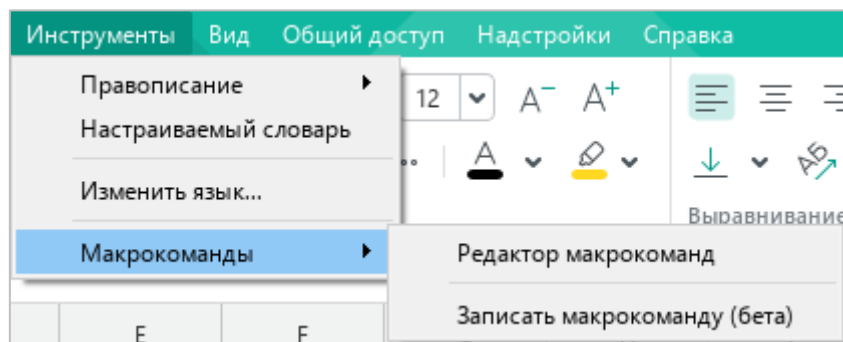 Инструменты Вид Общий доступ Надстройки Справка
Правописание
12 A⁻ A⁺
Настраиваемый словарь
А АБ
Изменить язык...
Выравнивание
Макрокоманды
Редактор макрокоманд
Записать макрокоманду (бета)
E F